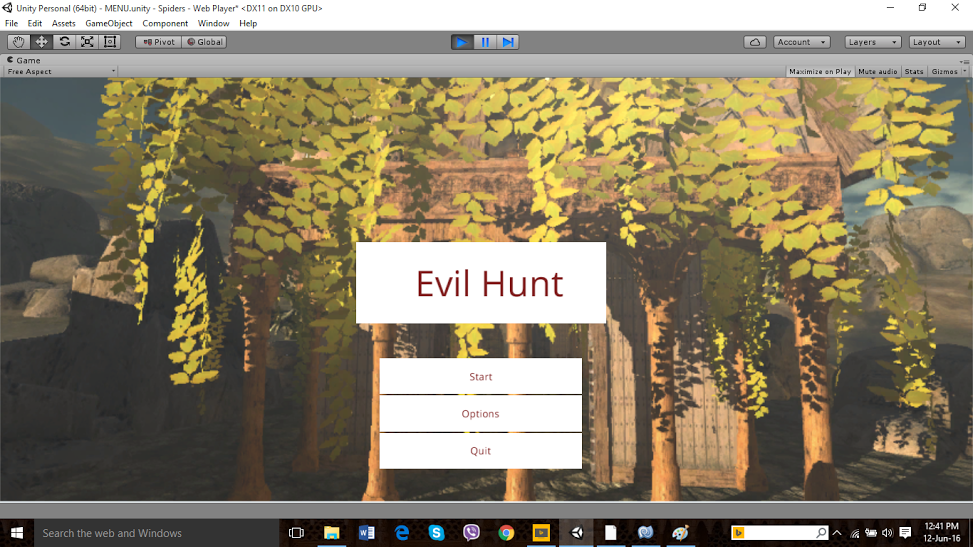 Unity Personal (64bit) - MENU.unity - Spiders - Web Player* <DX11 on DX10 GPU>
File Edit Assets GameObject Component Window Help
Pivot Global Account Layers Layout
Game
Free Aspect Maximize on Play Mute audio Stats Gizmos
Evil Hunt
Start
Options
Quit
Search the web and Windows
12:41 PM
12-Jun-16